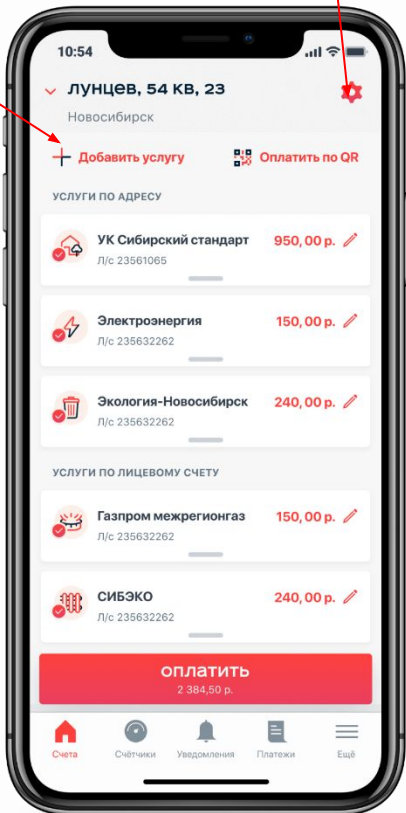 10:54
лунцев, 54 кв, 23
Новосибирск
Добавить услугу
Оплатить по QR
УСЛУГИ ПО АДРЕСУ
УК Сибирский стандарт 950,00 р.
Л/с 23561065
Электроэнергия 150,00 р.
Л/с 235632262
Экология-Новосибирск 240,00 р.
Л/с 235632262
УСЛУГИ ПО ЛИЦЕВОМУ СЧЕТУ
Газпром межрегионгаз 150,00 р.
Л/с 235632262
СИБЭКО 240,00 р.
Л/с 235632262
оплатить
2 384,50 р.
Счета Счётчики Уведомления Платежи Ещё